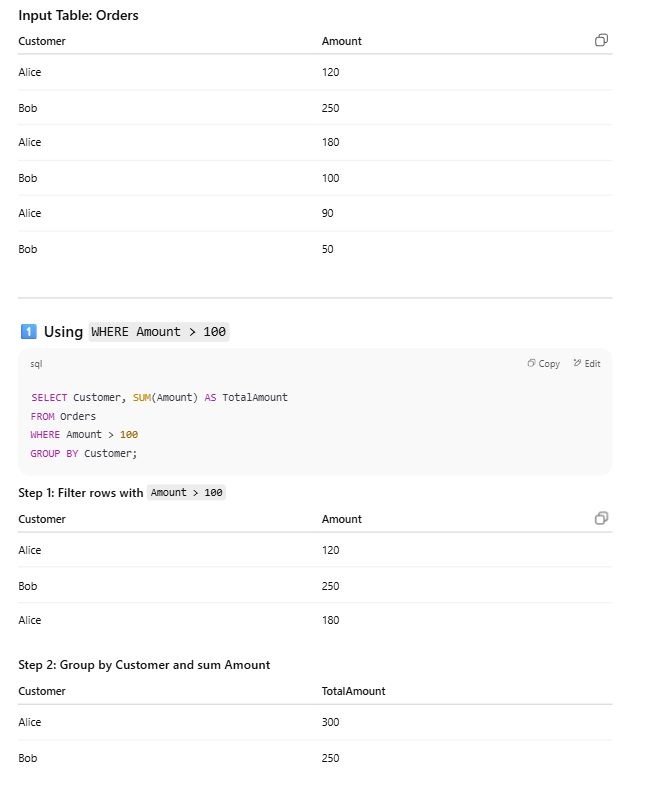 Input Table: Orders
Customer Amount
Alice 120
Bob 250
Alice 180
Bob 100
Alice 90
Bob 50
1 Using WHERE Amount > 100
sql Copy Edit
SELECT Customer, SUM(Amount) AS TotalAmount
FROM Orders
WHERE Amount > 100
GROUP BY Customer;
Step 1: Filter rows with Amount > 100
Customer Amount
Alice 120
Bob 250
Alice 180
Step 2: Group by Customer and sum Amount
Customer TotalAmount
Alice 300
Bob 250